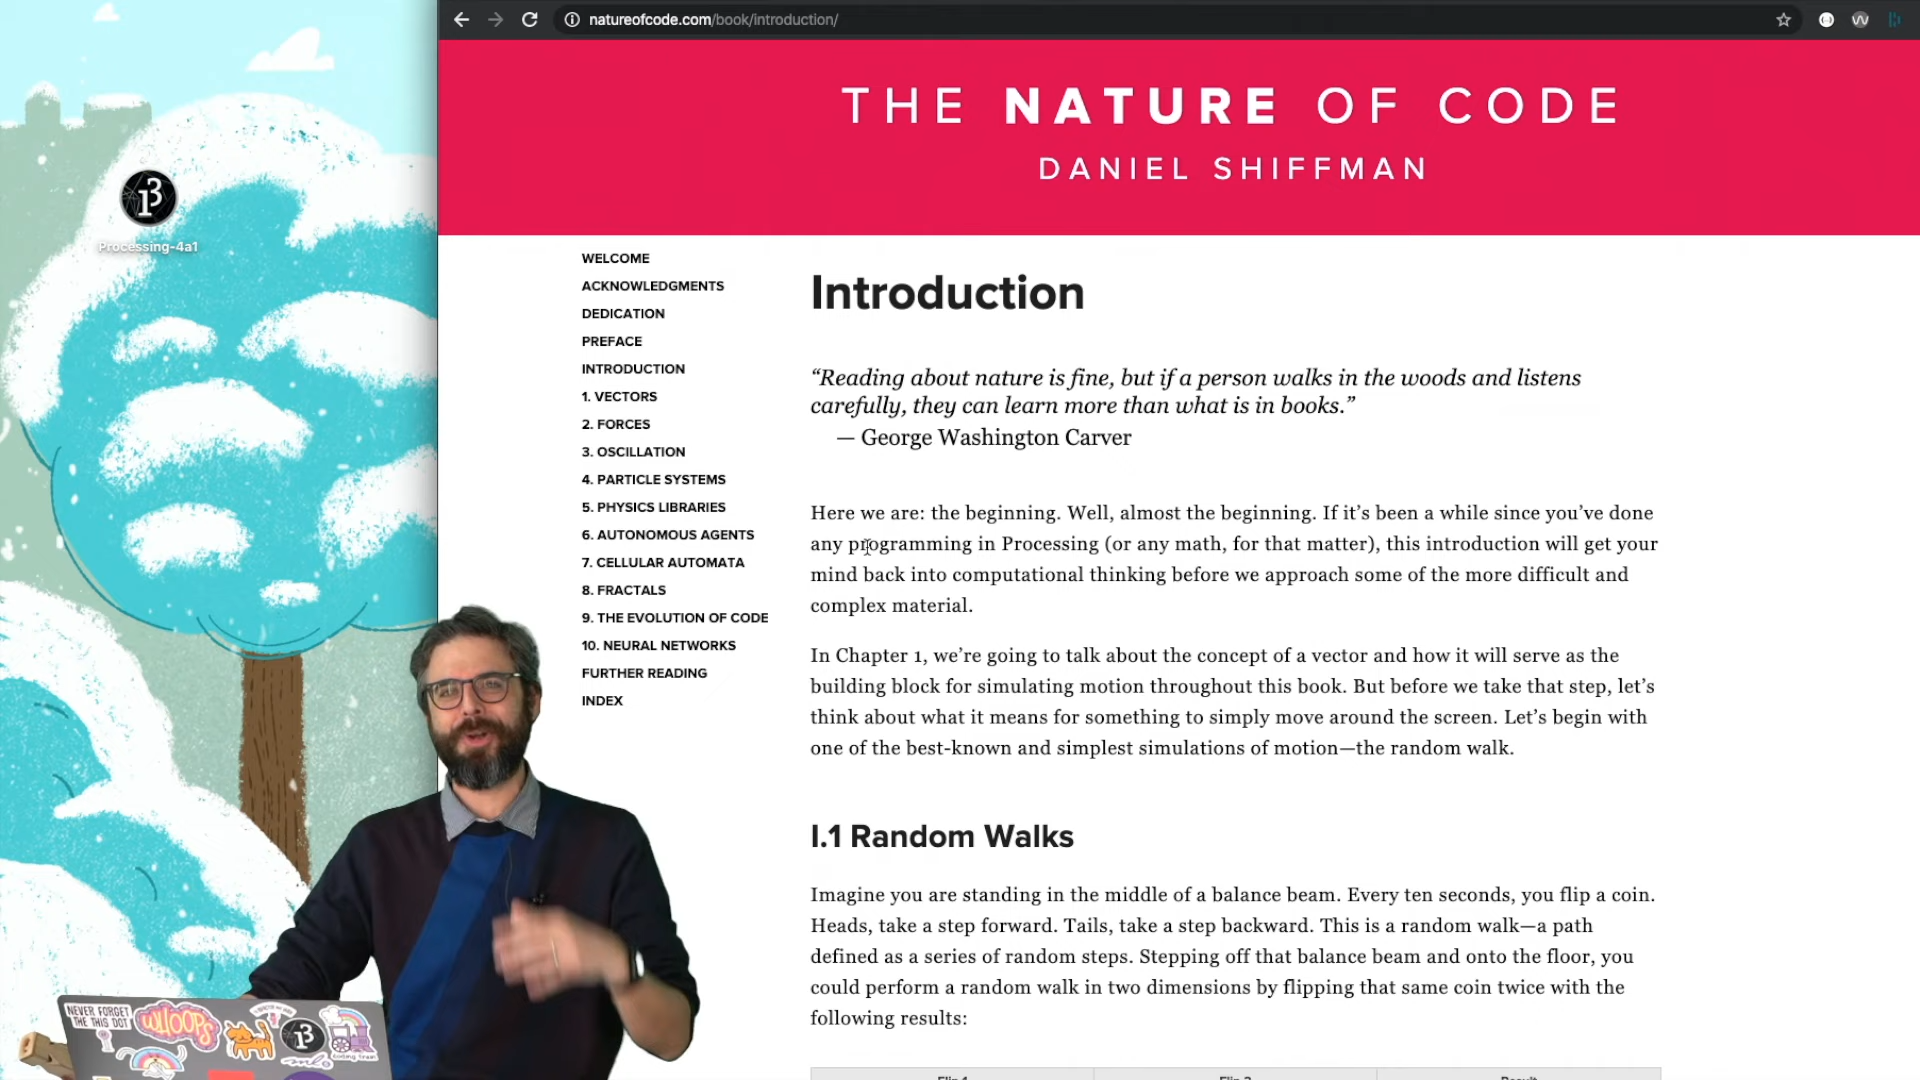 natureofcode.com/book/introduction/
THE NATURE OF CODE
DANIEL SHIFFMAN
Processing-4a1
WELCOME
ACKNOWLEDGMENTS
DEDICATION
PREFACE
INTRODUCTION
1. VECTORS
2. FORCES
3. OSCILLATION
4. PARTICLE SYSTEMS
5. PHYSICS LIBRARIES
6. AUTONOMOUS AGENTS
7. CELLULAR AUTOMATA
8. FRACTALS
9. THE EVOLUTION OF CODE
10. NEURAL NETWORKS
FURTHER READING
INDEX
Introduction
“Reading about nature is fine, but if a person walks in the woods and listens
carefully, they can learn more than what is in books.”
— George Washington Carver
Here we are: the beginning. Well, almost the beginning. If it’s been a while since you’ve done
any programming in Processing (or any math, for that matter), this introduction will get your
mind back into computational thinking before we approach some of the more difficult and
complex material.
In Chapter 1, we’re going to talk about the concept of a vector and how it will serve as the
building block for simulating motion throughout this book. But before we take that step, let’s
think about what it means for something to simply move around the screen. Let’s begin with
one of the best-known and simplest simulations of motion—the random walk.
I.1 Random Walks
Imagine you are standing in the middle of a balance beam. Every ten seconds, you flip a coin.
Heads, take a step forward. Tails, take a step backward. This is a random walk—a path
defined as a series of random steps. Stepping off that balance beam and onto the floor, you
could perform a random walk in two dimensions by flipping that same coin twice with the
following results:
Flip 1 Flip 2 Result
NEVER FORGET
THE THIS DOT
WHOOPS
coding train